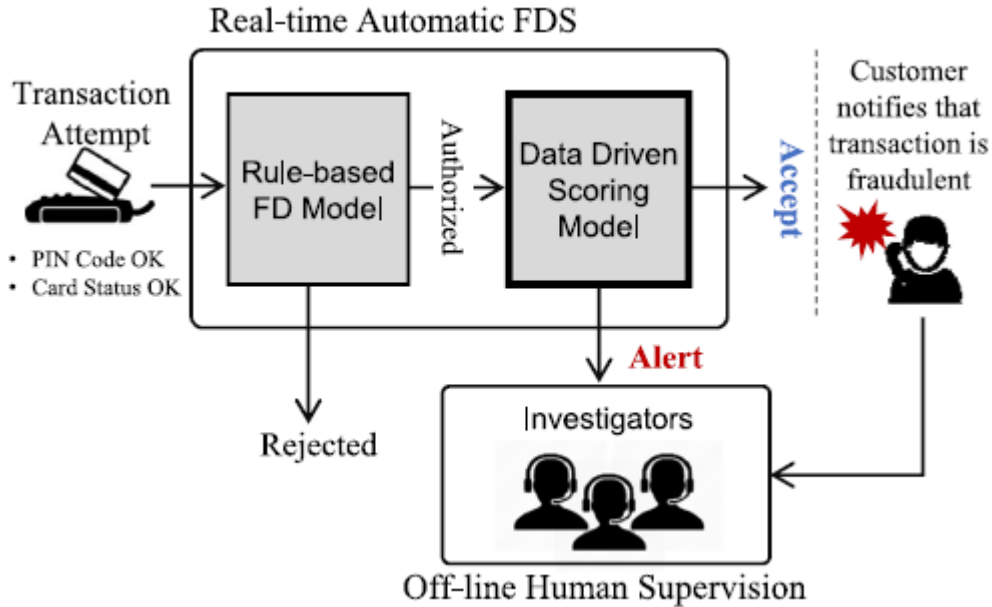 Real-time Automatic FDS
Transaction
Attempt
• PIN Code OK
• Card Status OK
Rule-based
FD Model
Authorized
Data Driven
Scoring
Model
Accept
Customer
notifies that
transaction is
fraudulent
Rejected
Alert
Investigators
Off-line Human Supervision